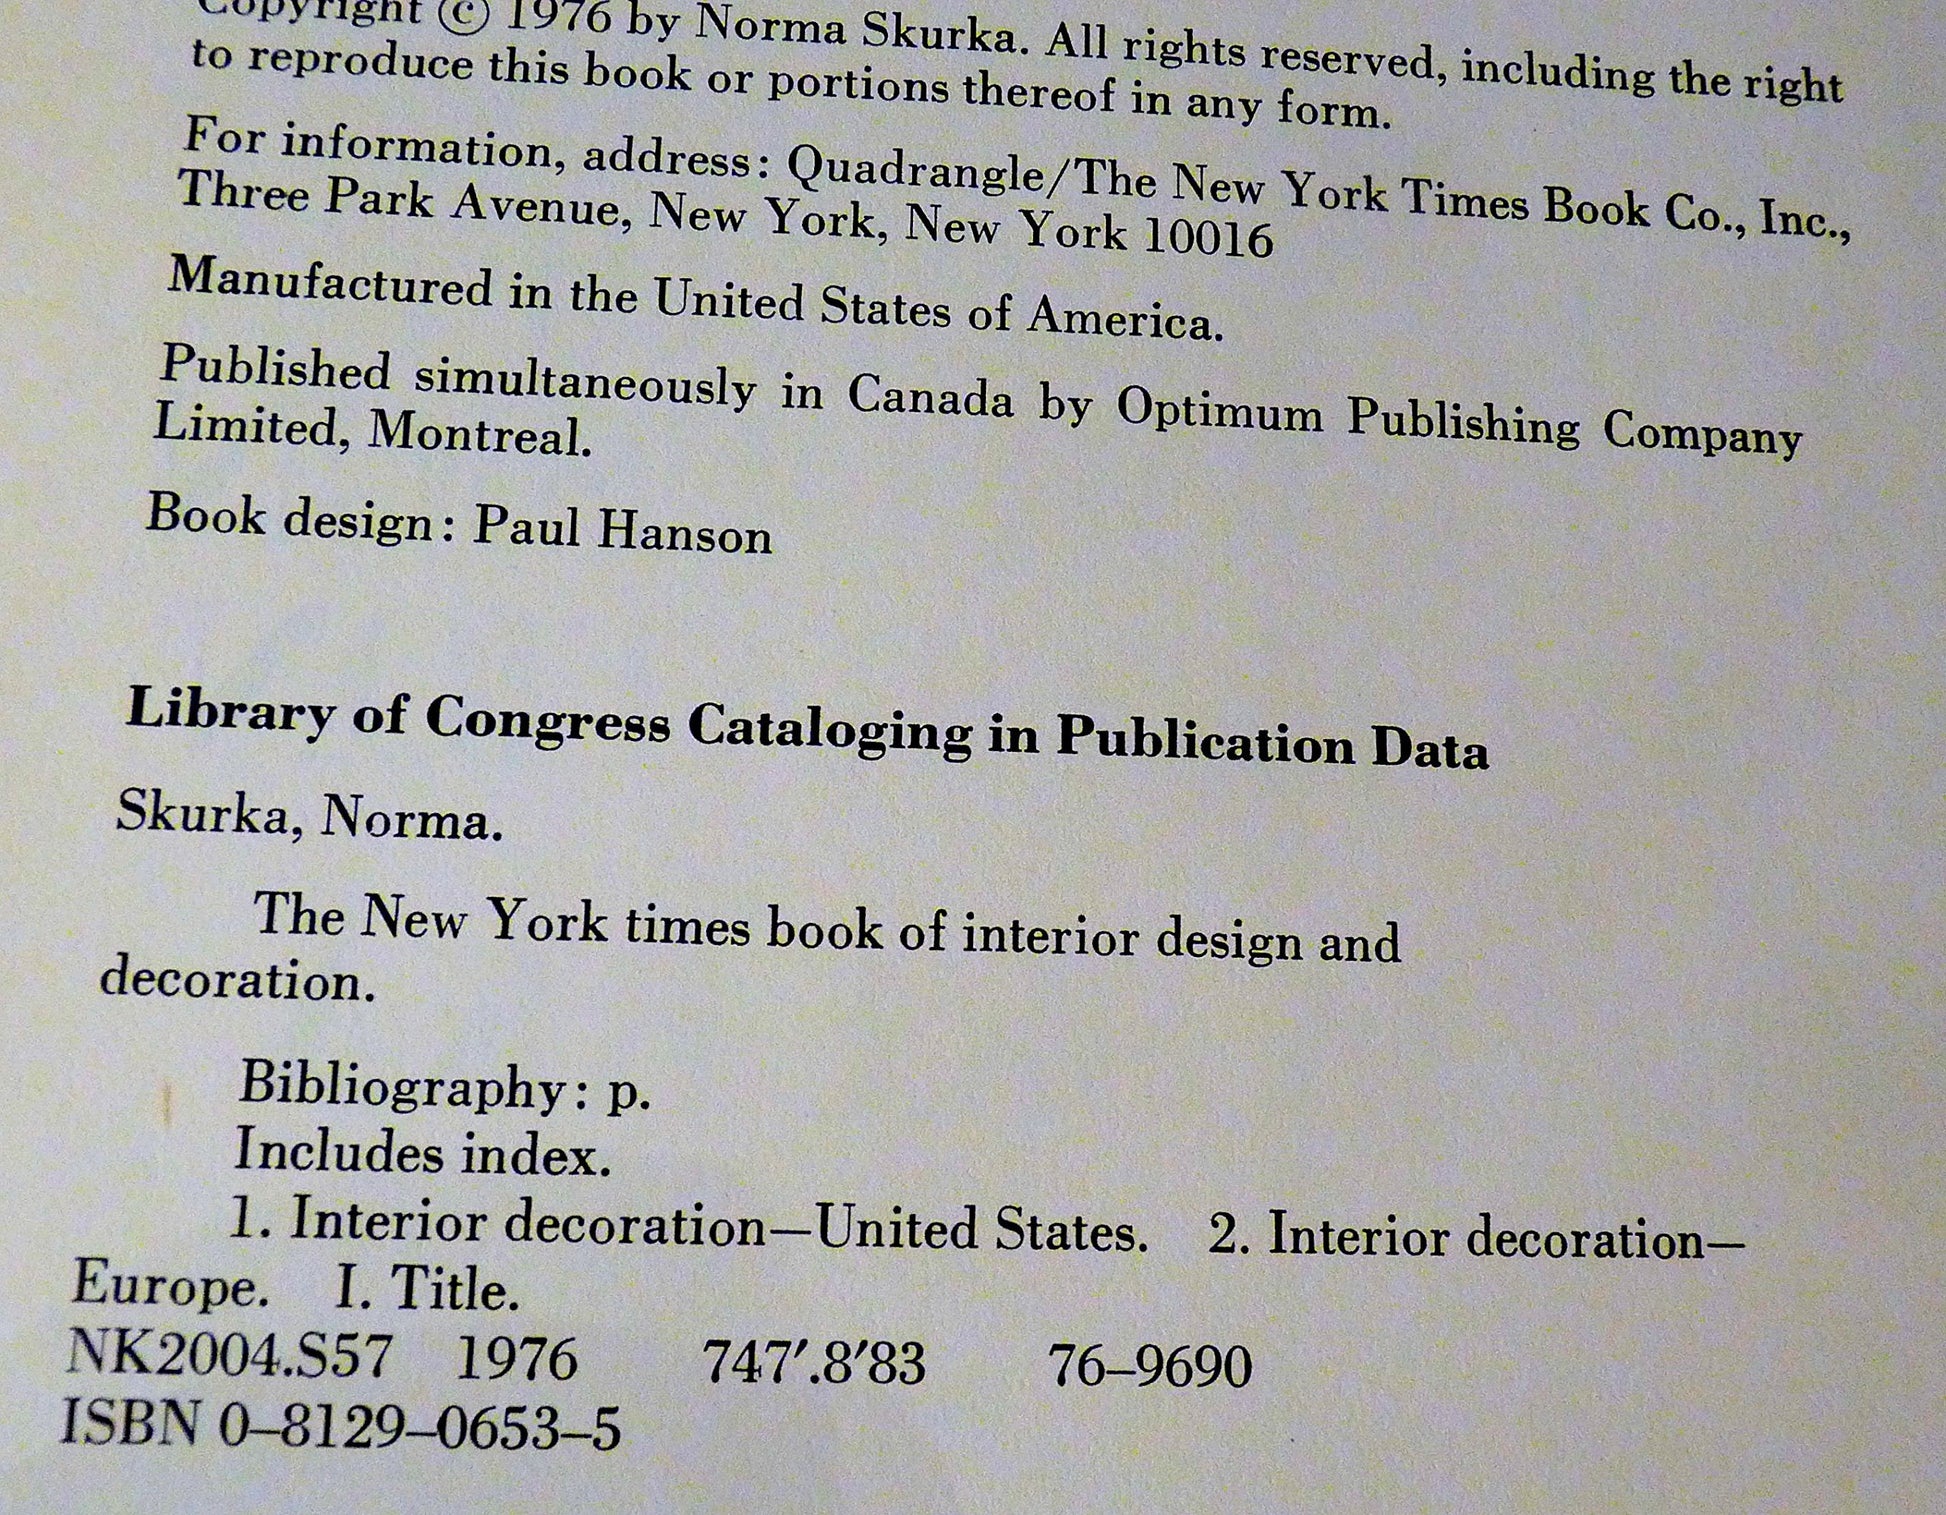 Copyright © 1976 by Norma Skurka. All rights reserved, including the right
to reproduce this book or portions thereof in any form.
For information, address: Quadrangle/The New York Times Book Co., Inc.,
Three Park Avenue, New York, New York 10016
Manufactured in the United States of America.
Published simultaneously in Canada by Optimum Publishing Company
Limited, Montreal.
Book design: Paul Hanson
Library of Congress Cataloging in Publication Data
Skurka, Norma.
The New York times book of interior design and
decoration.
Bibliography: p.
Includes index.
1. Interior decoration—United States. 2. Interior decoration—
Europe. I. Title.
NK2004.S57 1976 747′.8′83 76–9690
ISBN 0–8129–0653–5